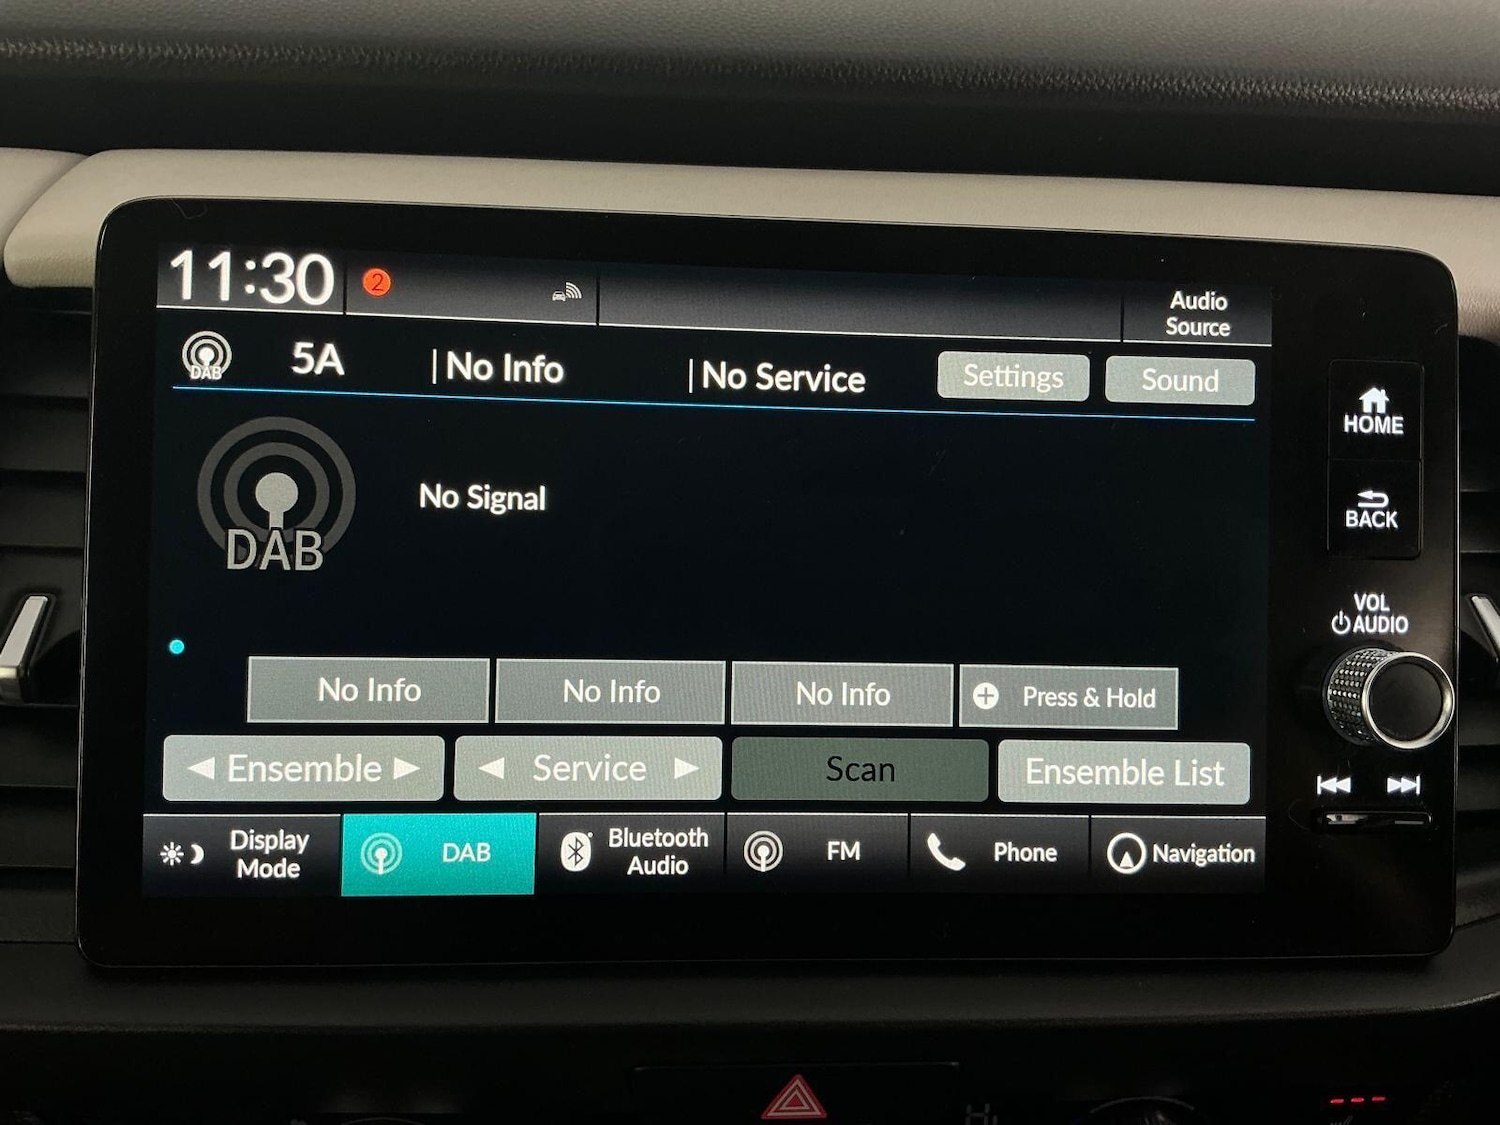 11:30
2
Audio
Source
DAB
5A
|No Info
|No Service
Settings
Sound
DAB
No Signal
HOME
BACK
VOL
AUDIO
No Info
No Info
No Info
Press & Hold
Ensemble
Service
Scan
Ensemble List
Display
Mode
DAB
Bluetooth
Audio
FM
Phone
Navigation